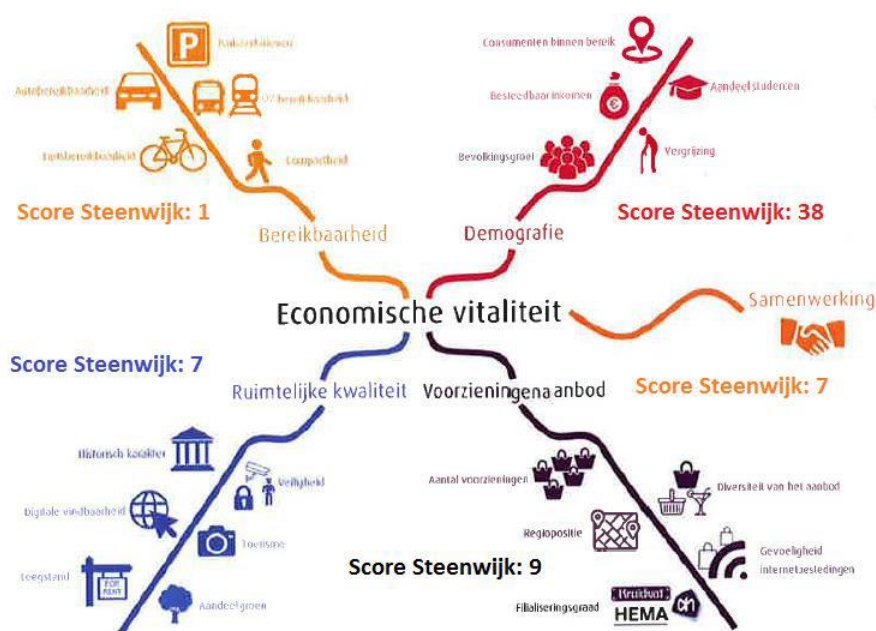 P
Autobereikbaarheid
OV bereikbaarheid
Fietsbereikbaarheid
Compactheid
Score Steenwijk: 1
Bereikbaarheid
Consumenten binnen bereik
Besteedbaar inkomen
€
Aandeel studenten
Bevolkingsgroei
Vergrijzing
Score Steenwijk: 38
Demografie
Economische vitaliteit
Samenwerking
Score Steenwijk: 7
Score Steenwijk: 7
Ruimtelijke kwaliteit
Historisch karakter
Veiligheid
Digitale vindbaarheid
Toerisme
Leegstand
FOR
RENT
Aandeel groen
Voorzieningenaanbod
Aantal voorzieningen
Diversiteit van het aanbod
Regiopositie
Gevoeligheid
internetbestedingen
Score Steenwijk: 9
Filialiseringsgraad
Kruidvat
HEMA
ah